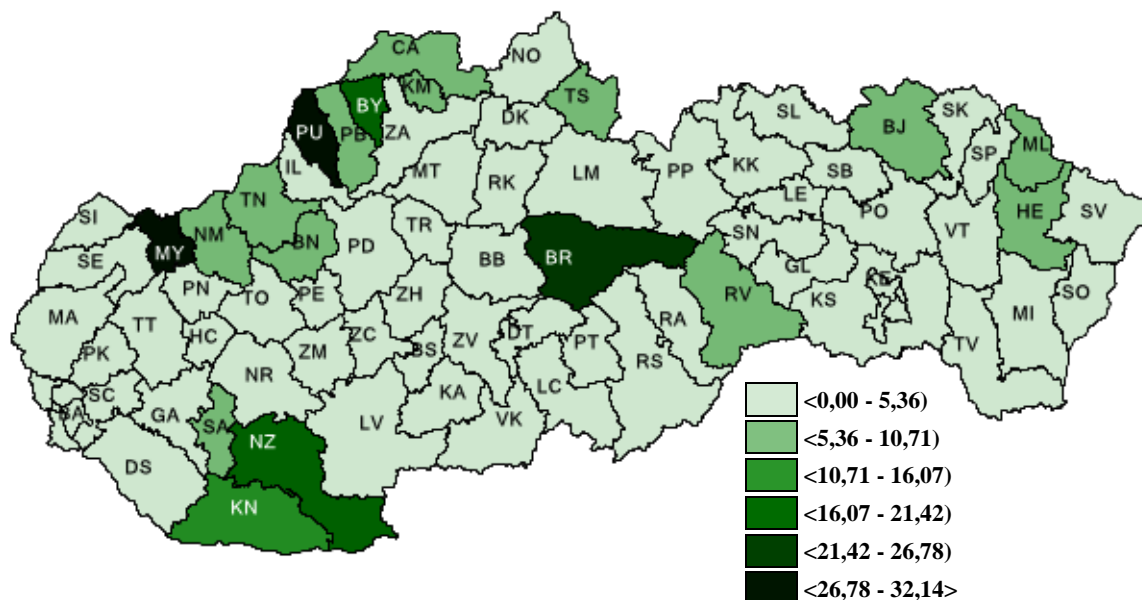 CA
NO
KM
TS
BY
PU
PB
ZA
DK
SL
SK
BJ
SP
ML
IL
MT
RK
LM
PP
KK
SB
LE
TN
SI
NM
BN
MY
SE
PD
TR
BB
BR
SN
PO
HE
SV
VT
GL
PN
TO
PE
ZH
RV
KE
KS
SO
MA
TT
HC
ZM
ZC
BS
ZV
DT
PT
RA
RS
MI
TV
PK
SC
NR
KA
LC
BA
GA
SA
LV
VK
NZ
DS
KN
<0,00 - 5,36)
<5,36 - 10,71)
<10,71 - 16,07)
<16,07 - 21,42)
<21,42 - 26,78)
<26,78 - 32,14>